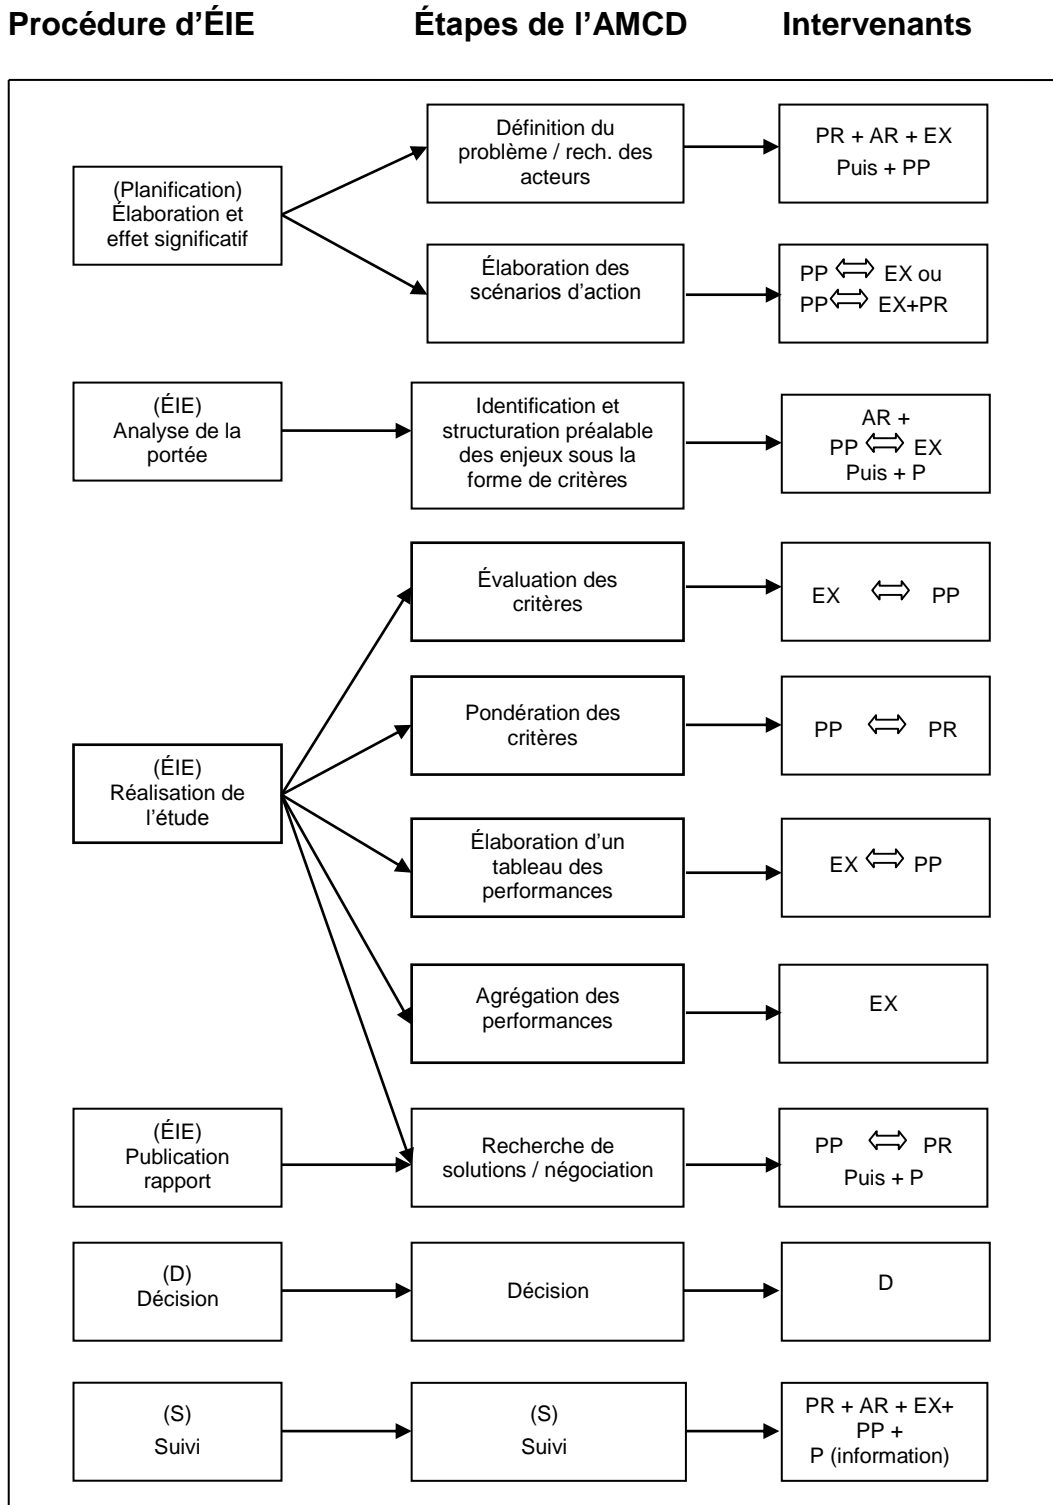 Procédure d’ÉIE
Étapes de l’AMCD
Intervenants
(Planification)
Élaboration et
effet significatif
Définition du
problème / rech. des
acteurs
PR + AR + EX
Puis + PP
Élaboration des
scénarios d’action
PP ⇔ EX ou
PP ⇔ EX+PR
(ÉIE)
Analyse de la
portée
Identification et
structuration préalable
des enjeux sous la
forme de critères
AR +
PP ⇔ EX
Puis + P
(ÉIE)
Réalisation de
l’étude
Évaluation des
critères
EX ⇔ PP
Pondération des
critères
PP ⇔ PR
Élaboration d’un
tableau des
performances
EX ⇔ PP
Agrégation des
performances
EX
(ÉIE)
Publication
rapport
Recherche de
solutions / négociation
PP ⇔ PR
Puis + P
(D)
Décision
Décision
D
(S)
Suivi
(S)
Suivi
PR + AR + EX+
PP +
P (information)